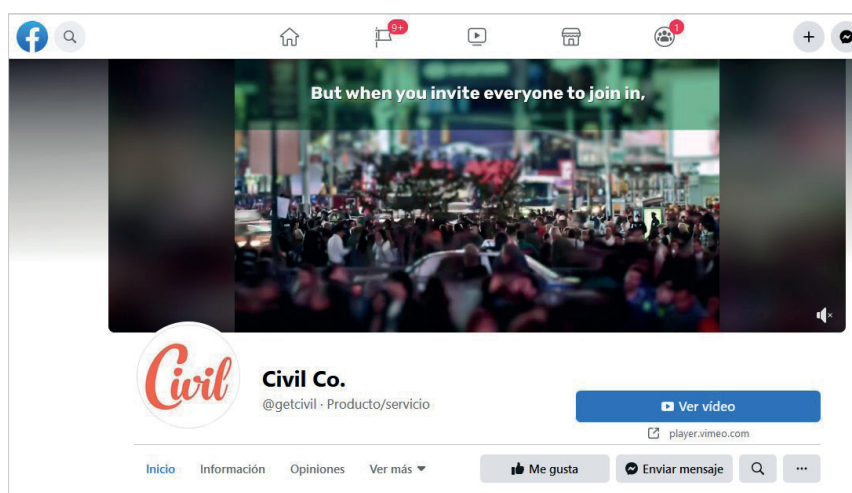 9+
1
But when you invite everyone to join in,
Civil
Civil Co.
@getcivil · Producto/servicio
Ver vídeo
player.vimeo.com
Inicio Información Opiniones Ver más
Me gusta Enviar mensaje ...